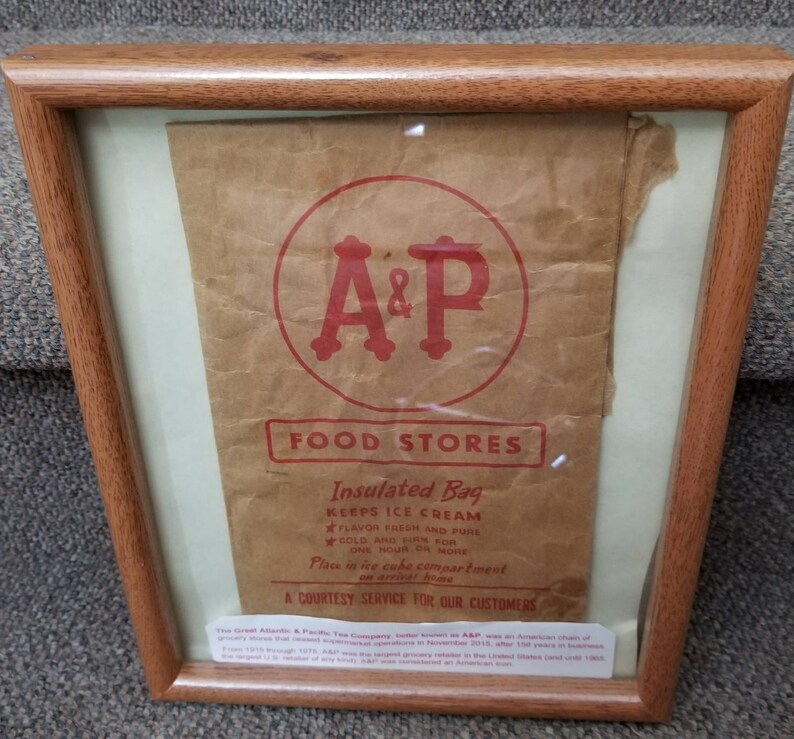 A&P
FOOD STORES
Insulated Bag
KEEPS ICE CREAM
★ FLAVOR FRESH AND PURE
★ COLD AND FIRM FOR
ONE HOUR OR MORE
Place in ice cube compartment
on arrival home
A COURTESY SERVICE FOR OUR CUSTOMERS
The Great Atlantic & Pacific Tea Company, better known as A&P, was an American chain of
grocery stores that ceased supermarket operations in November 2015, after 156 years in business.
From 1915 through 1975, A&P was the largest grocery retailer in the United States (and until 1965,
the largest U.S. retailer of any kind). A&P was considered an American icon.